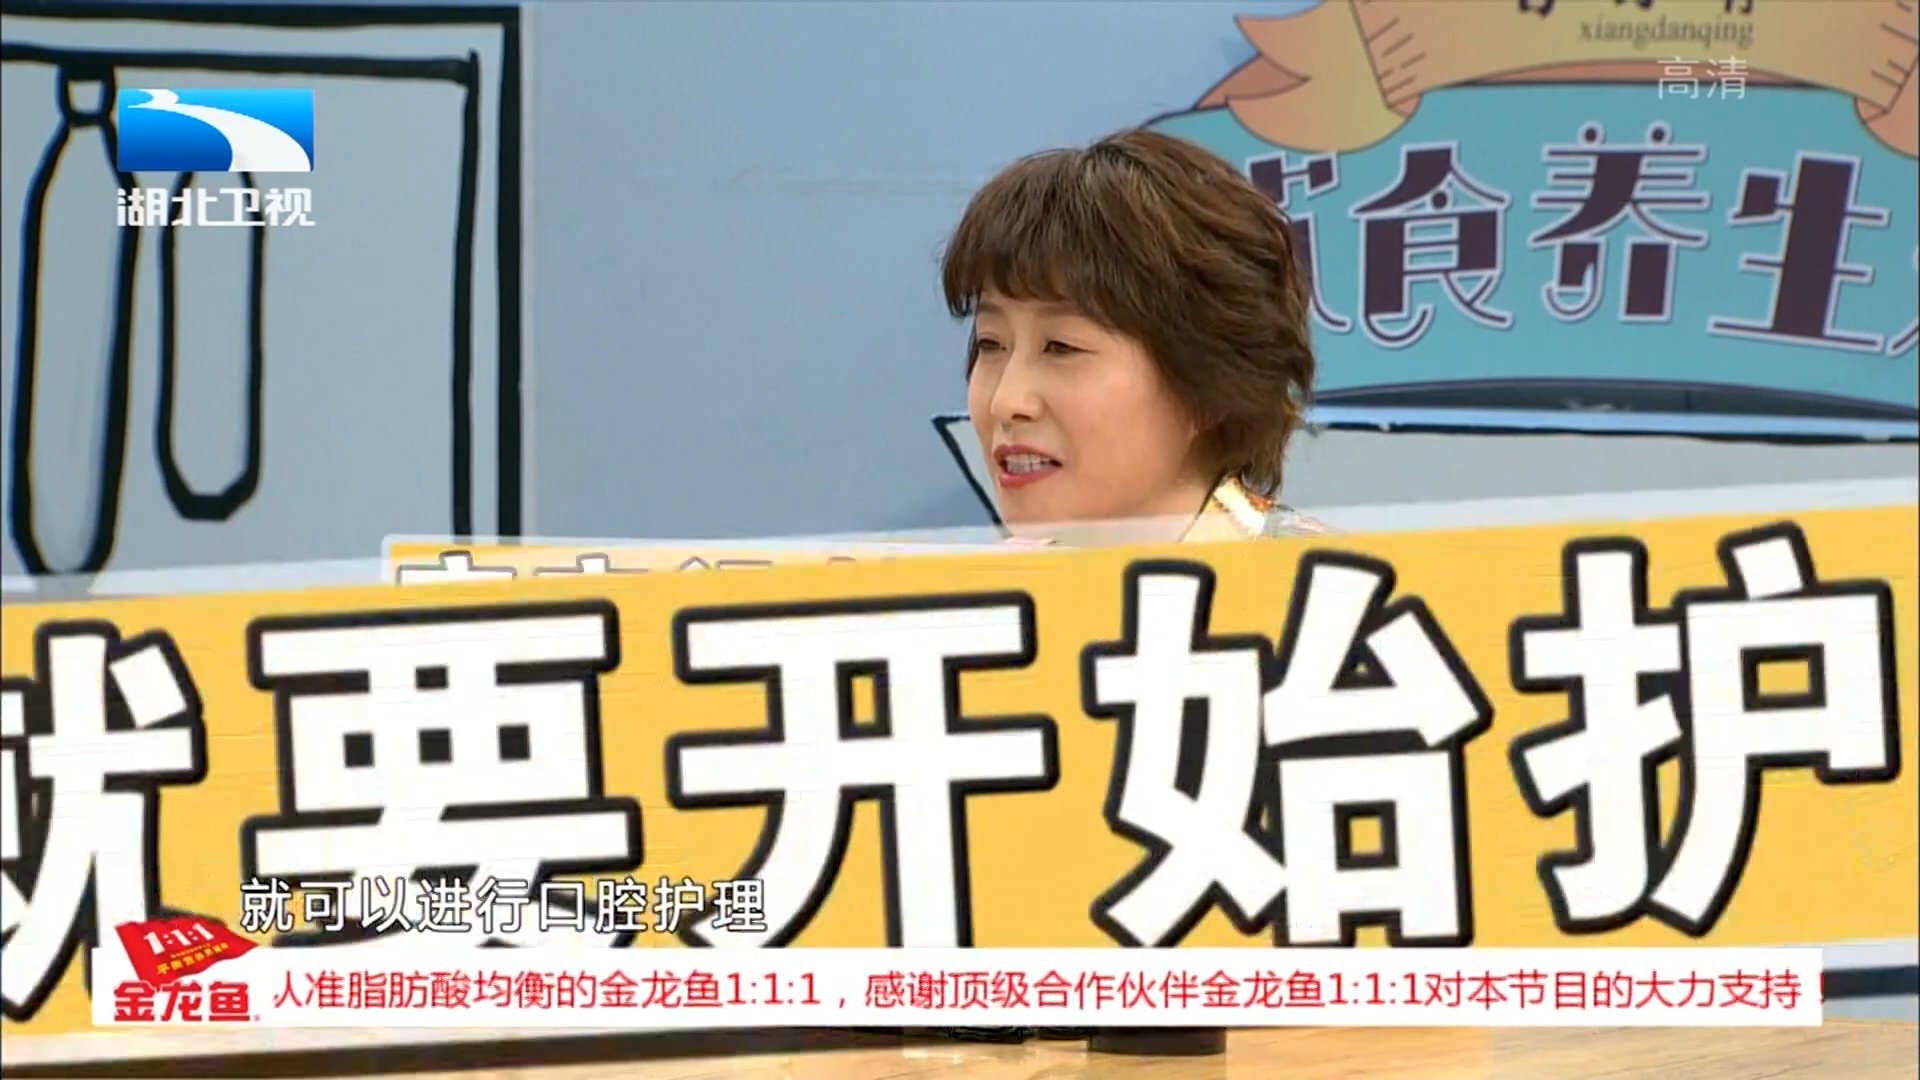 xiangdanqing
高清
湖北卫视
食养生
就要开始护
就可以进行口腔护理
1:1:1
金龙鱼
准脂肪酸均衡的金龙鱼1:1:1，感谢顶级合作伙伴金龙鱼1:1:1对本节目的大力支持！